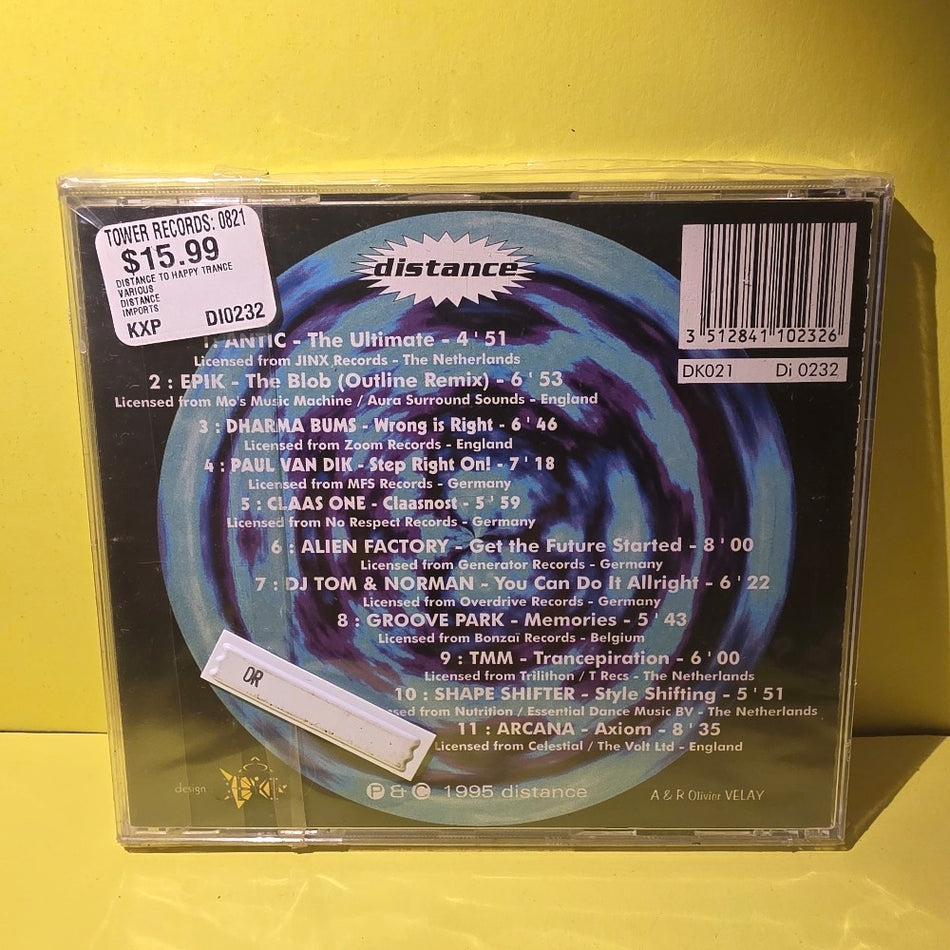 TOWER RECORDS: 0821
$15.99
DISTANCE TO HAPPY TRANCE
VARIOUS
DISTANCE
IMPORTS
KXP DI0232
distance
3 512841 102326
DK021 Di 0232
1: ANTIC - The Ultimate - 4 ' 51
Licensed from JINX Records - The Netherlands
2 : EPIK - The Blob (Outline Remix) - 6 ' 53
Licensed from Mo's Music Machine / Aura Surround Sounds - England
3 : DHARMA BUMS - Wrong is Right - 6 ' 46
Licensed from Zoom Records - England
4 : PAUL VAN DIK - Step Right On! - 7 ' 18
Licensed from MFS Records - Germany
5 : CLAAS ONE - Claasnost - 5 ' 59
Licensed from No Respect Records - Germany
6 : ALIEN FACTORY - Get the Future Started - 8 ' 00
Licensed from Generator Records - Germany
7 : DJ TOM & NORMAN - You Can Do It Allright - 6 ' 22
Licensed from Overdrive Records - Germany
8 : GROOVE PARK - Memories - 5 ' 43
Licensed from Bonzaï Records - Belgium
9 : TMM - Trancepiration - 6 ' 00
Licensed from Trilithon / T Recs - The Netherlands
10 : SHAPE SHIFTER - Style Shifting - 5 ' 51
sed from Nutrition / Essential Dance Music BV - The Netherlands
11 : ARCANA - Axiom - 8 ' 35
Licensed from Celestial / The Volt Ltd - England
OR
design
P & C 1995 distance
A & R Olivier VELAY